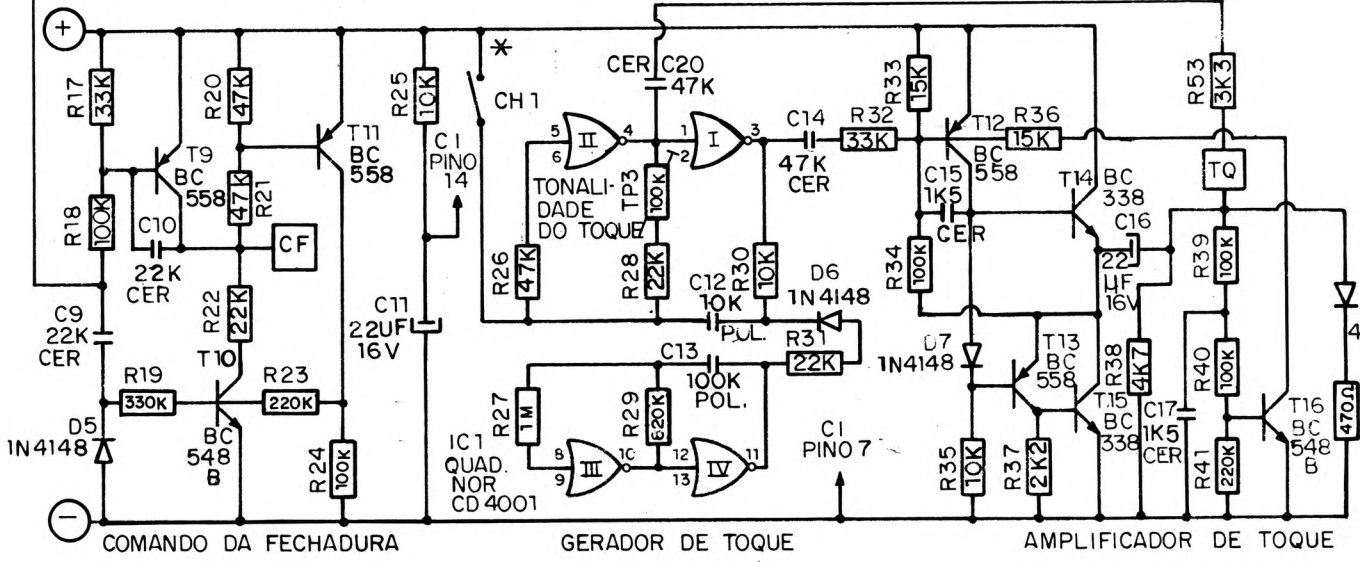 +
R17
33K
R20
47K
R25
10K
*
CH 1
CER C20
47K
R33
15K
R53
3K3
T9
BC
558
T11
BC
558
C I
PINO
14
5
6
II
4
1
2
I
3
C14
47K
CER
R32
33K
T12
BC
558
R36
15K
TQ
R18
100K
C10
22K
CER
47K
R21
CF
TONALI-
DADE
DO TOQUE
TP3
100K
C15
1K5
CER
T14 BC
338
C16
22
µF
16V
R39
100K
R22
22K
C11
22UF
16V
R26
47K
R28
22K
C12
10K
POL.
R30
10K
D6
1N4148
R34
100K
C9
22K
CER
T10
R19
330K
R23
220K
C13
100K
POL.
R31
22K
D7
1N4148
T13
BC
558
R38
4K7
R40
100K
4
D5
1N4148
BC
548
B
R24
100K
R27
1M
R29
620K
IC 1
QUAD.
NOR
CD 4001
8
9
III
10
12
13
IV
11
CI
PINO 7
R35
10K
R37
2K2
T15
BC
338
C17
1K5
CER
R41
220K
T16
BC
548
B
470Ω
−
COMANDO DA FECHADURA
GERADOR DE TOQUE
AMPLIFICADOR DE TOQUE